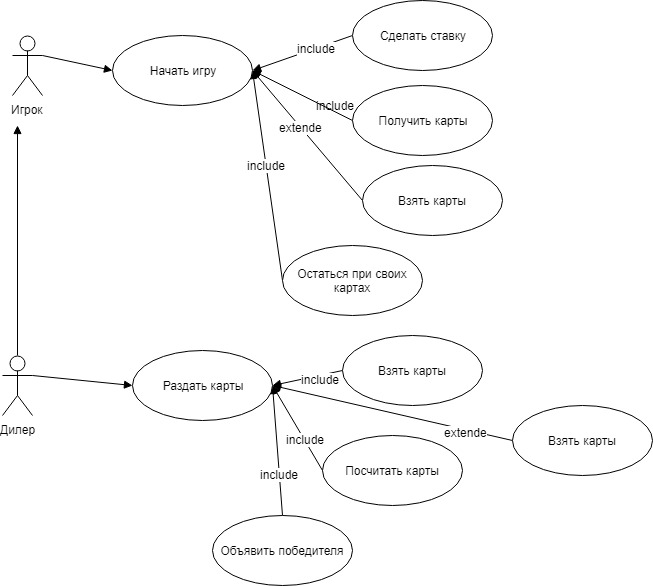 Сделать ставку
include
Начать игру
Игрок
include
Получить карты
extende
include
Взять карты
Остаться при своих
картах
Взять карты
include
Раздать карты
Дилер
extende
Взять карты
include
Посчитать карты
include
Объявить победителя